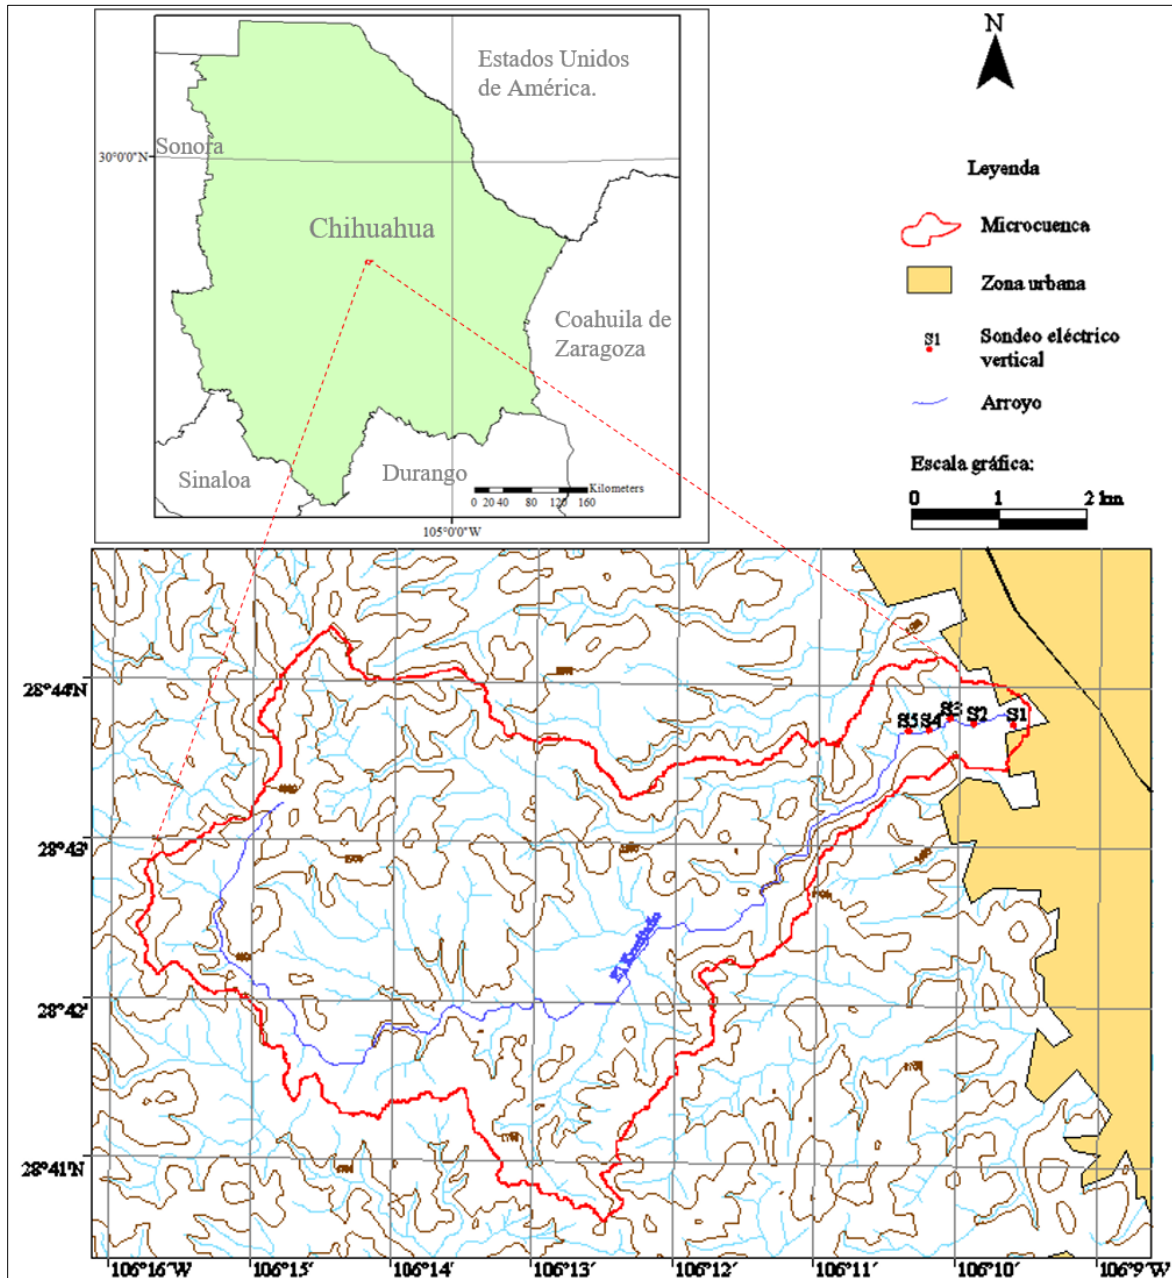 Estados Unidos
de América.
Sonora
30°0'0"N
Chihuahua
Coahuila de
Zaragoza
Sinaloa
Durango
Kilometers
0 20 40 80 120 160
105°0'0"W
N
Leyenda
Microcuenca
Zona urbana
S1
Sondeo eléctrico
vertical
Arroyo
Escala gráfica:
0 1 2 km
28°44'N
S5 S4 S3 S2 S1
28°43'
28°42'
28°41'N
106°16'W 106°15' 106°14' 106°13' 106°12' 106°11' 106°10' 106°9'W